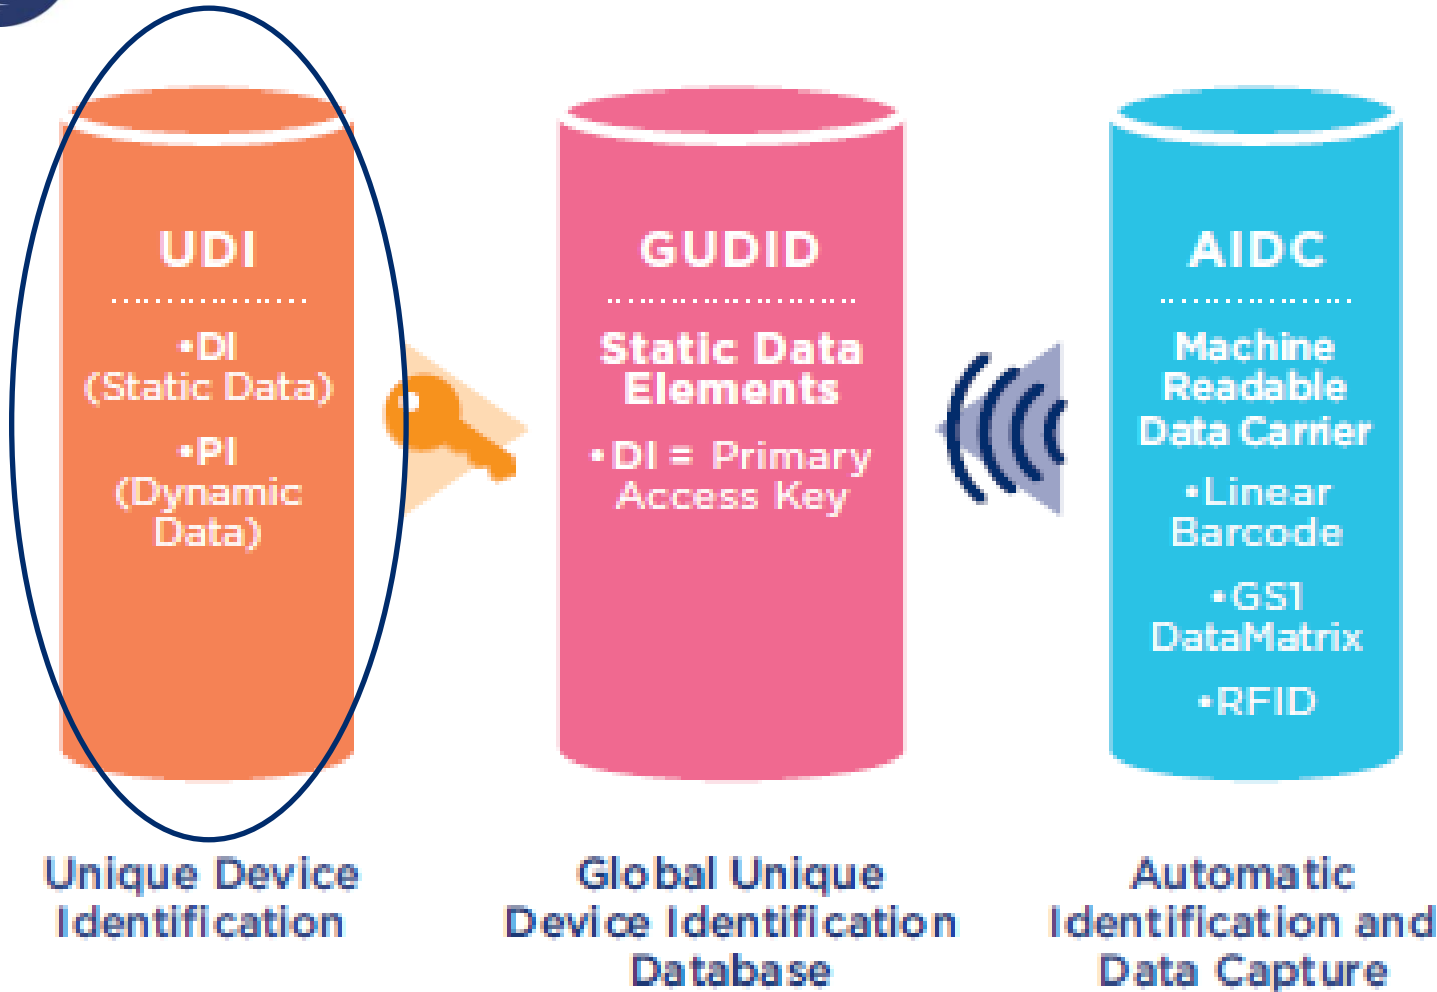 UDI
•DI
(Static Data)
•PI
(Dynamic
Data)
Unique Device
Identification
GUDID
Static Data
Elements
•DI = Primary
Access Key
Global Unique
Device Identification
Database
AIDC
Machine
Readable
Data Carrier
•Linear
Barcode
•GS1
DataMatrix
•RFID
Automatic
Identification and
Data Capture